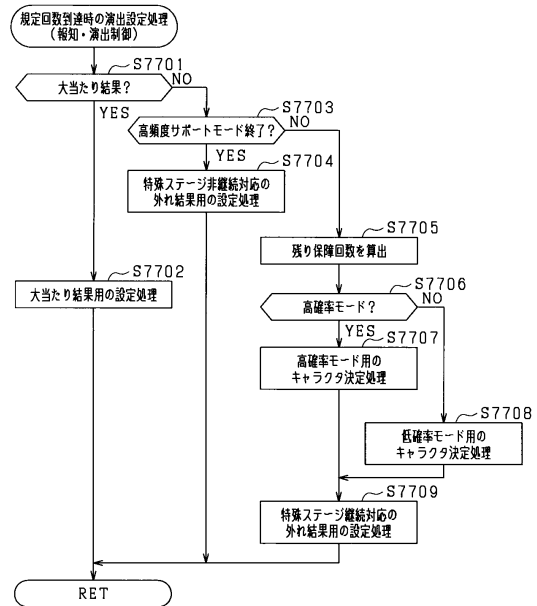 規定回数到達時の演出設定処理
(報知・演出制御)
S7701
大当たり結果?
NO
YES
S7703
高頻度サポートモード終了?
NO
YES
S7704
特殊ステージ非継続対応の
外れ結果用の設定処理
S7705
残り保障回数を算出
S7702
大当たり結果用の設定処理
S7706
高確率モード?
NO
YES
S7707
高確率モード用の
キャラクタ決定処理
S7708
低確率モード用の
キャラクタ決定処理
S7709
特殊ステージ継続対応の
外れ結果用の設定処理
RET